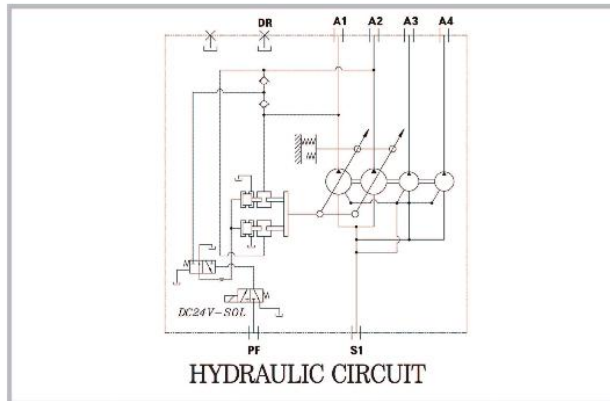 DR A1 A2 A3 A4
DC24V-SOL
PF S1
HYDRAULIC CIRCUIT